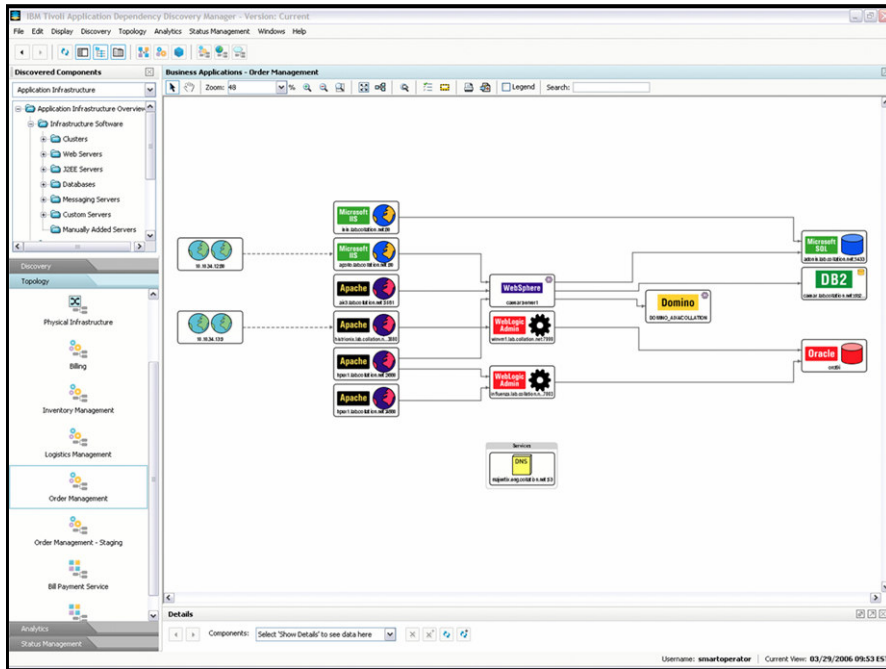 IBM Tivoli Application Dependency Discovery Manager - Version: Current
File Edit Display Discovery Topology Analytics Status Management Windows Help
Discovered Components
Application Infrastructure
Application Infrastructure Overview
Infrastructure Software
Clusters
Web Servers
J2EE Servers
Databases
Messaging Servers
Custom Servers
Manually Added Servers
Discovery
Topology
Physical Infrastructure
Billing
Inventory Management
Logistics Management
Order Management
Order Management - Staging
Bill Payment Service
Analytics
Status Management
Business Applications - Order Management
Zoom: 48 % Legend Search:
Microsoft
IIS
Microsoft
IIS
Apache
Apache
Apache
Apache
WebSphere
WebLogic
Admin
WebLogic
Admin
Domino
DOMINO_ARIACOLLATION
Microsoft
SQL
DB2
Oracle
Services
DNS
Details
Components: Select 'Show Details' to see data here
Username: smartoperator Current View: 03/29/2006 09:53 EST